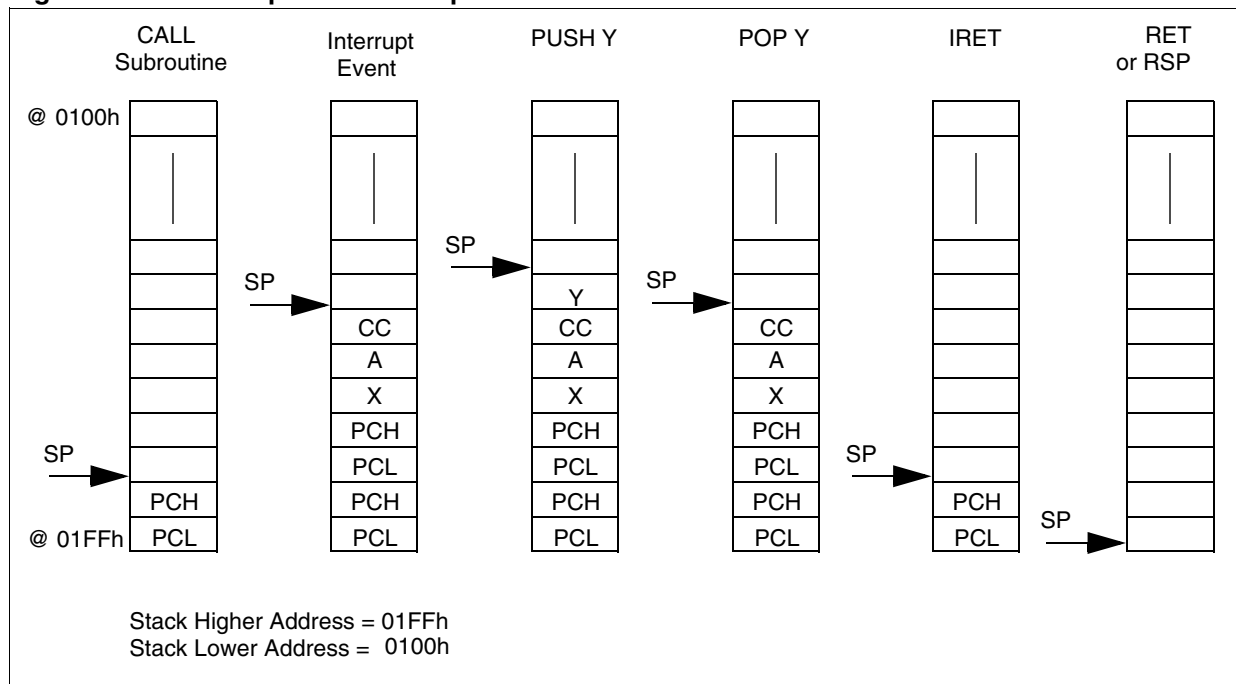 CALL
Subroutine
Interrupt
Event
PUSH Y
POP Y
IRET
RET
or RSP
@ 0100h
SP
PCH
@ 01FFh
PCL
SP
CC
A
X
PCH
PCL
PCH
PCL
SP
Y
CC
A
X
PCH
PCL
PCH
PCL
SP
CC
A
X
PCH
PCL
PCH
PCL
SP
PCH
PCL
SP
Stack Higher Address = 01FFh
Stack Lower Address = 0100h